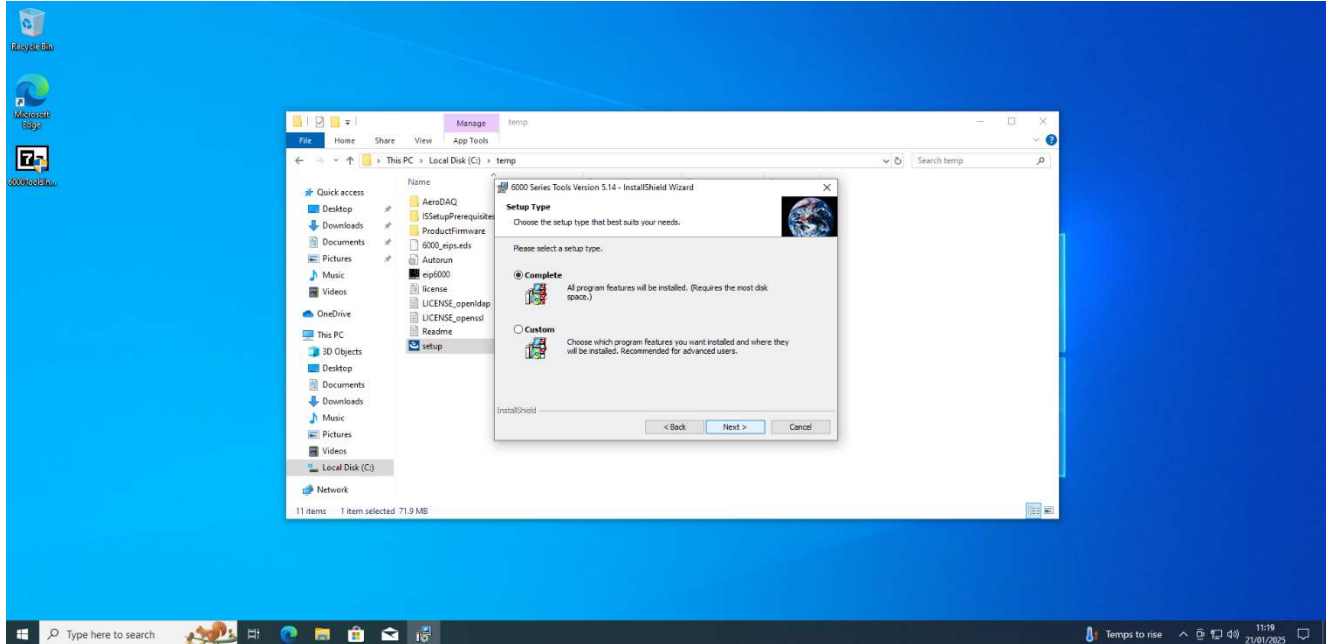 Recycle Bin
Microsoft
Edge
Manage
temp
File
Home
Share
View
App Tools
This PC > Local Disk (C:) > temp
Search temp
Name
Quick access
Desktop
Downloads
Documents
Pictures
Music
Videos
OneDrive
This PC
3D Objects
Desktop
Documents
Downloads
Music
Pictures
Videos
Local Disk (C:)
Network
AeroDAQ
ISSetupPrerequisites
ProductFirmware
6000_eips.eds
Autorun
eip6000
license
LICENSE_openldap
LICENSE_openssl
Readme
setup
6000 Series Tools Version 5.14 - InstallShield Wizard
Setup Type
Choose the setup type that best suits your needs.
Please select a setup type.
Complete
All program features will be installed. (Requires the most disk
space.)
Custom
Choose which program features you want installed and where they
will be installed. Recommended for advanced users.
InstallShield
< Back
Next >
Cancel
11 items
1 item selected 71.9 MB
Type here to search
Temps to rise
11:19
21/01/2025